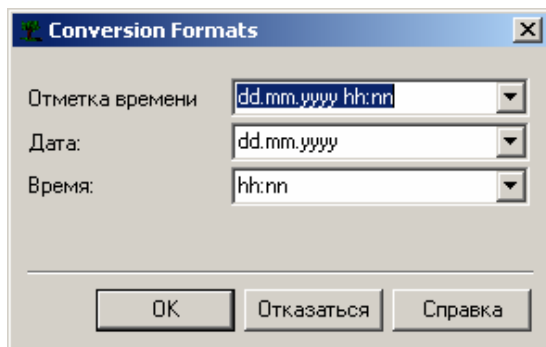 Conversion Formats
Отметка времени dd.mm.yyyy hh:nn
Дата: dd.mm.yyyy
Время: hh:nn
OK Отказаться Справка